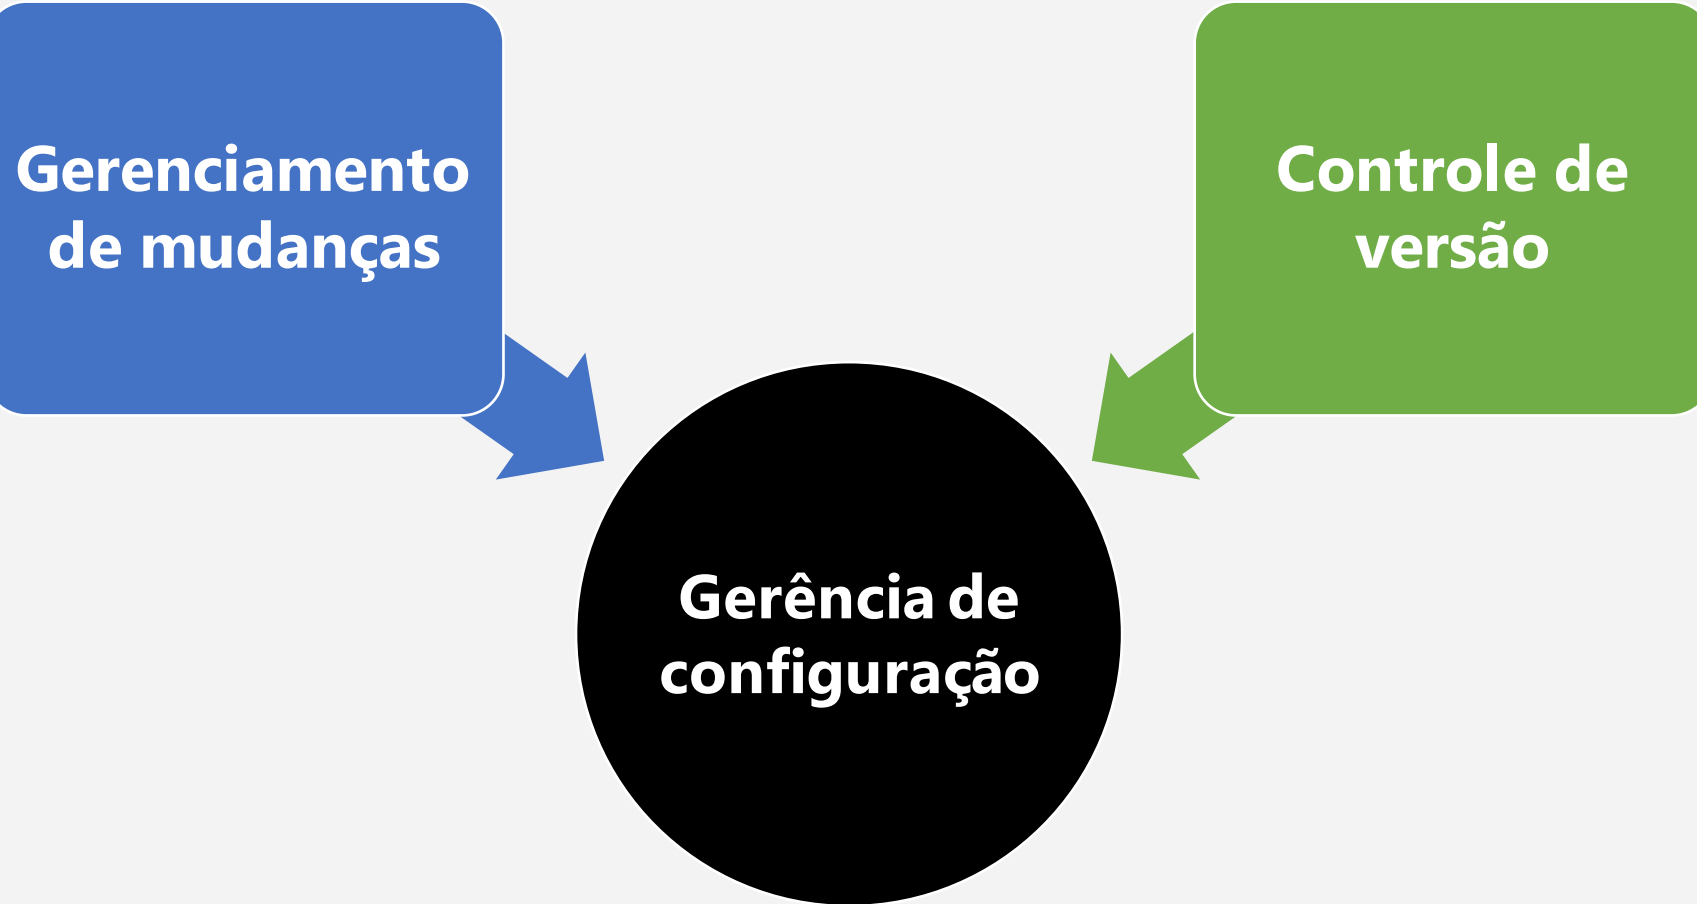 Gerenciamento
de mudanças
Controle de
versão
Gerência de
configuração